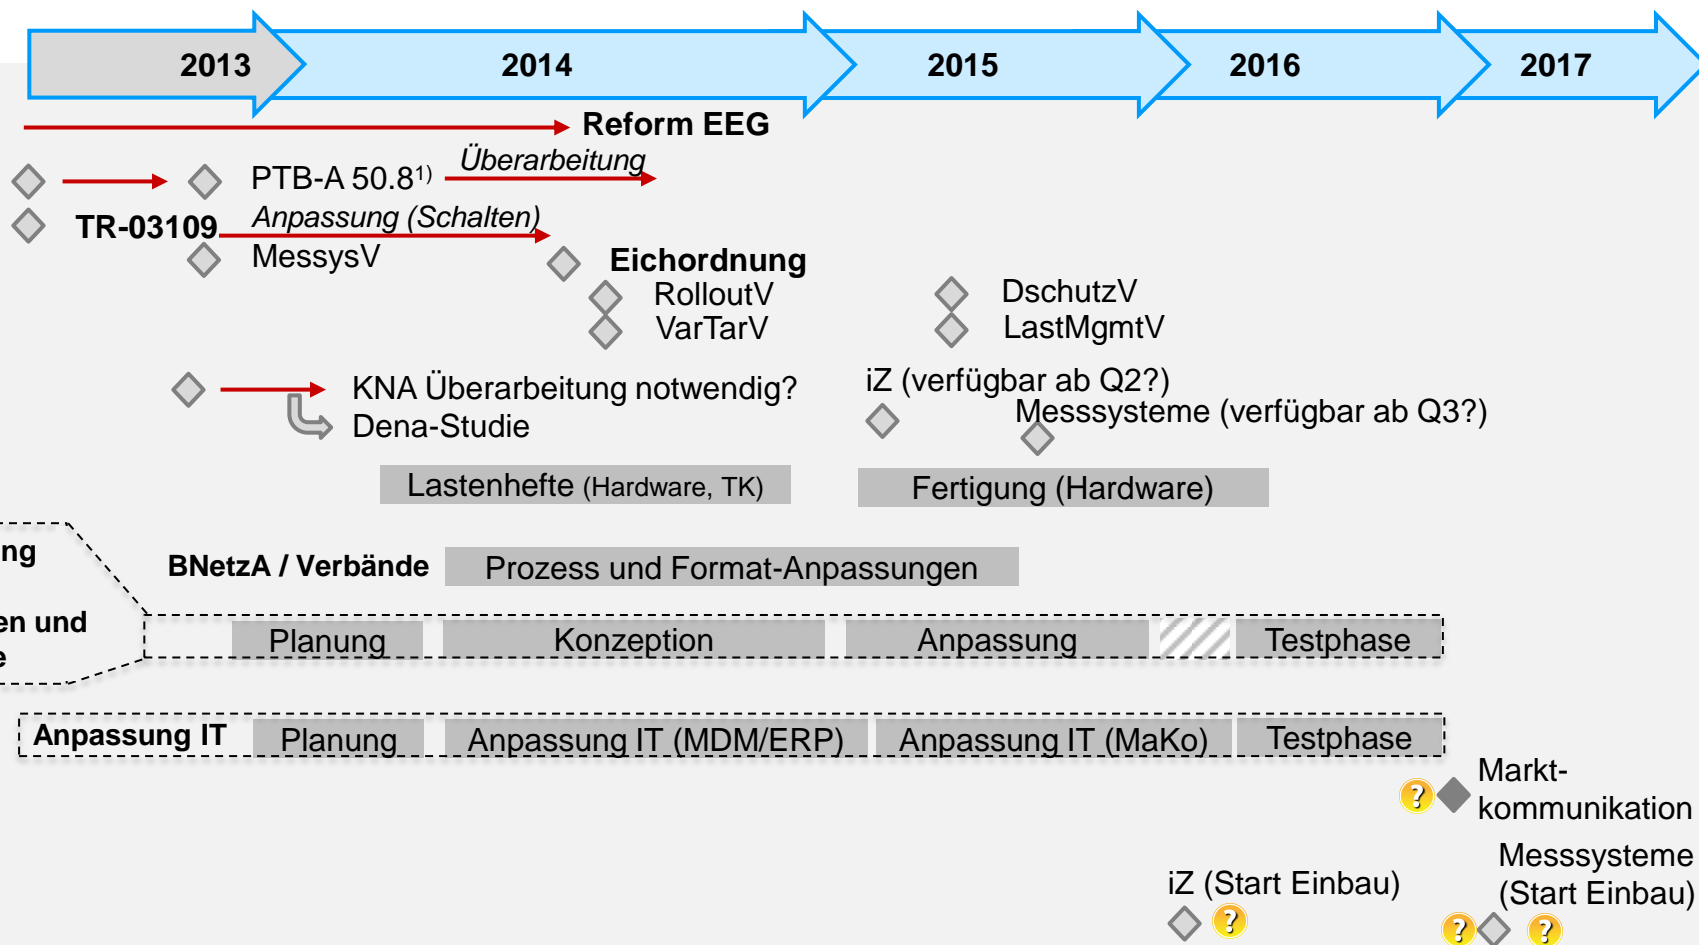 2013 2014 2015 2016 2017
Reform EEG
PTB-A 50.8¹⁾ Überarbeitung
TR-03109 Anpassung (Schalten)
MessysV
Eichordnung
RolloutV
VarTarV
DschutzV
LastMgmtV
KNA Überarbeitung notwendig?
Dena-Studie
iZ (verfügbar ab Q2?)
Messsysteme (verfügbar ab Q3?)
Lastenhefte (Hardware, TK)
Fertigung (Hardware)
BNetzA / Verbände Prozess und Format-Anpassungen
ng
en und
e
Planung Konzeption Anpassung Testphase
Anpassung IT Planung Anpassung IT (MDM/ERP) Anpassung IT (MaKo) Testphase
? Markt-
kommunikation
Messsysteme
(Start Einbau)
? ?
iZ (Start Einbau)
?